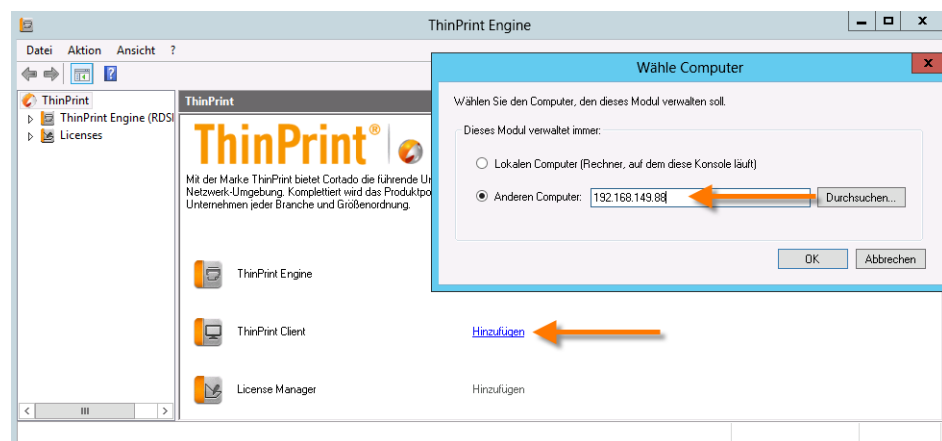 ThinPrint Engine
Datei Aktion Ansicht ?
ThinPrint
ThinPrint Engine (RDSI
Licenses
ThinPrint
ThinPrint®
Mit der Marke ThinPrint bietet Cortado die führende Ur
Netzwerk-Umgebung. Komplettiert wird das Produktpo
Unternehmen jeder Branche und Größenordnung.
ThinPrint Engine
ThinPrint Client
Hinzufügen
License Manager
Hinzufügen
Wähle Computer
Wählen Sie den Computer, den dieses Modul verwalten soll.
Dieses Modul verwaltet immer:
Lokalen Computer (Rechner, auf dem diese Konsole läuft)
Anderen Computer: 192.168.149.88
Durchsuchen...
OK
Abbrechen